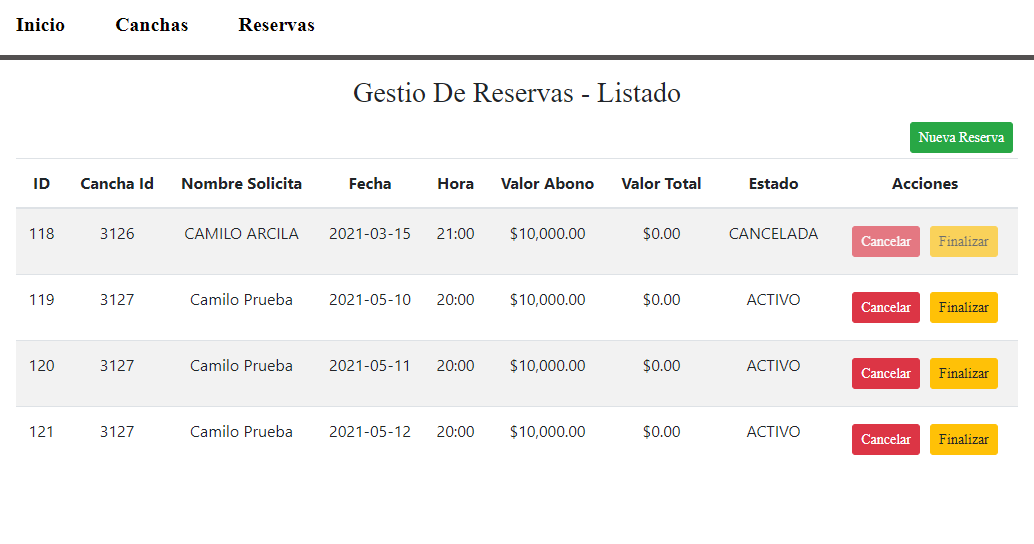 Inicio Canchas Reservas
Gestio De Reservas - Listado
Nueva Reserva
ID Cancha Id Nombre Solicita Fecha Hora Valor Abono Valor Total Estado Acciones
118 3126 CAMILO ARCILA 2021-03-15 21:00 $10,000.00 $0.00 CANCELADA Cancelar Finalizar
119 3127 Camilo Prueba 2021-05-10 20:00 $10,000.00 $0.00 ACTIVO Cancelar Finalizar
120 3127 Camilo Prueba 2021-05-11 20:00 $10,000.00 $0.00 ACTIVO Cancelar Finalizar
121 3127 Camilo Prueba 2021-05-12 20:00 $10,000.00 $0.00 ACTIVO Cancelar Finalizar